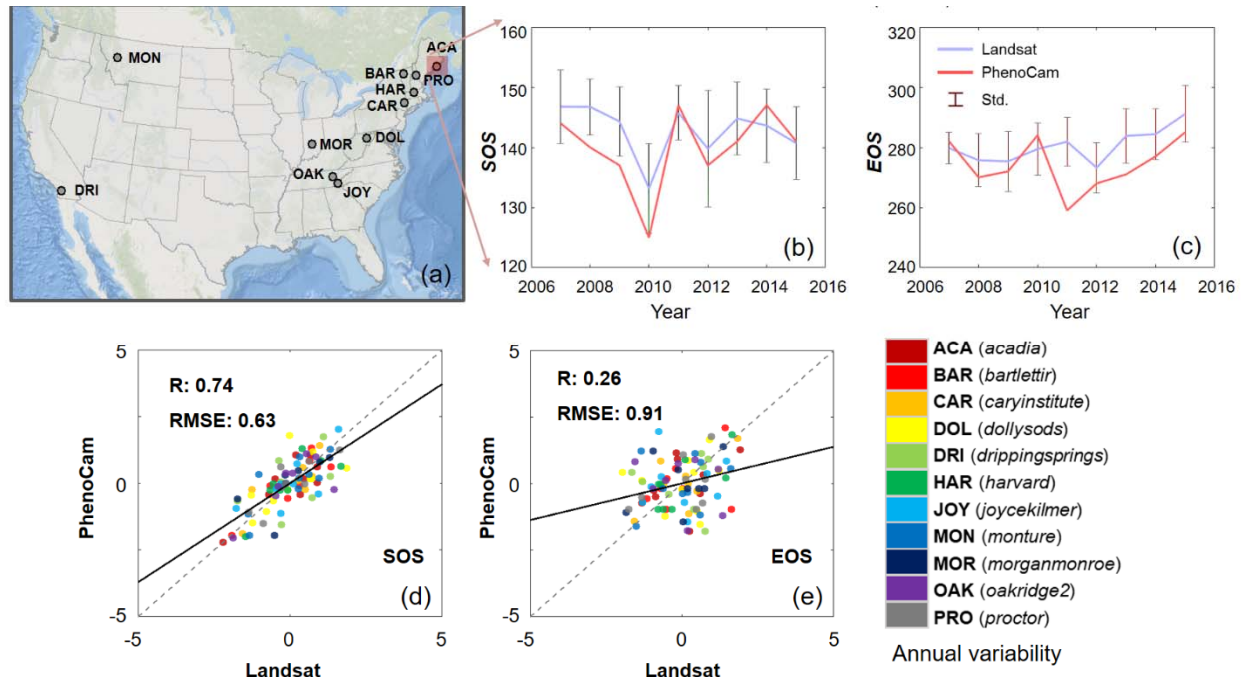 MON
ACA
BAR
PRO
HAR
CAR
DOL
MOR
OAK
JOY
DRI
(a)
160
150
SOS
140
130
120
(b)
2006 2008 2010 2012 2014 2016
Year
320
Landsat
PhenoCam
300
Std.
EOS
280
260
240
(c)
2006 2008 2010 2012 2014 2016
Year
5
R: 0.74
RMSE: 0.63
PhenoCam
0
SOS
(d)
-5
-5 0 5
Landsat
5
R: 0.26
RMSE: 0.91
PhenoCam
0
EOS
(e)
-5
-5 0 5
Landsat
ACA (acadia)
BAR (bartlettir)
CAR (caryinstitute)
DOL (dollysods)
DRI (drippingsprings)
HAR (harvard)
JOY (joycekilmer)
MON (monture)
MOR (morganmonroe)
OAK (oakridge2)
PRO (proctor)
Annual variability